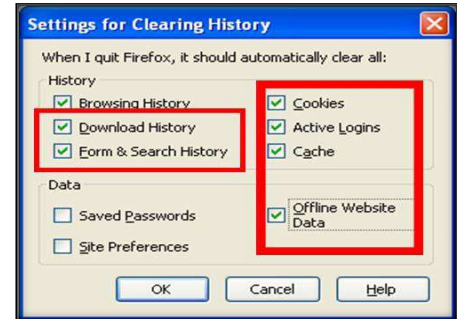 Settings for Clearing History
When I quit Firefox, it should automatically clear all:
History
Browsing History
Cookies
Download History
Active Logins
Form & Search History
Cache
Data
Saved Passwords
Offline Website
Data
Site Preferences
OK
Cancel
Help